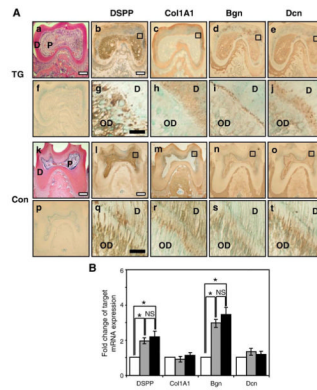 A
DSPP Col1A1 Bgn Dcn
a b c d e
D P
TG
f g D h D i D j D
OD OD OD OD
k l m n o
D P
Con
p q D r D s D t D
OD OD OD OD
B
Fold change of target
mRNA expression
6
4
2
0
* * NS
* * NS
DSPP Col1A1 Bgn Dcn